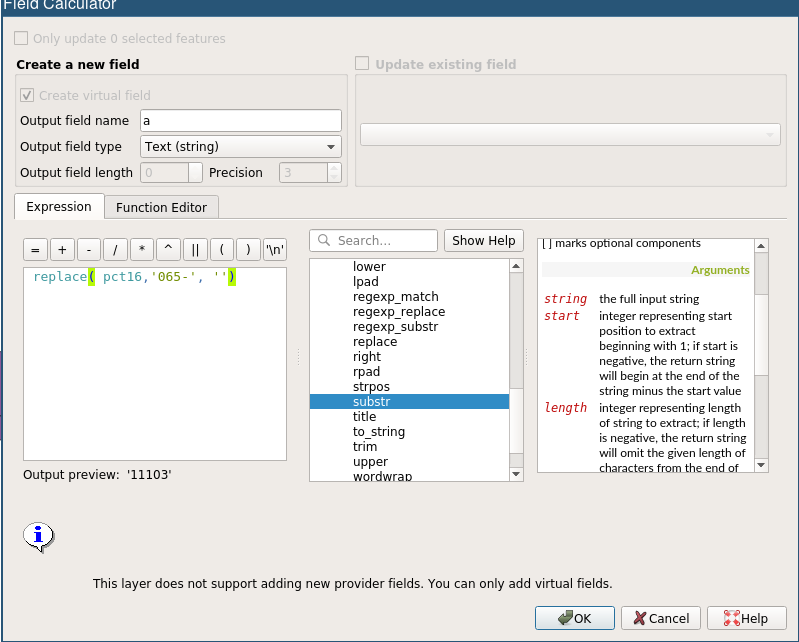 Field Calculator
Only update 0 selected features
Create a new field
Update existing field
Create virtual field
Output field name a
Output field type Text (string)
Output field length 0 Precision 3
Expression Function Editor
= + - / * ^ || ( ) '\n'
Search... Show Help
replace( pct16,'065-', '')
Output preview: '11103'
lower
lpad
regexp_match
regexp_replace
regexp_substr
replace
right
rpad
strpos
substr
title
to_string
trim
upper
wordwrap
[ ] marks optional components
Arguments
string the full input string
start integer representing start
position to extract
beginning with 1; if start is
negative, the return string
will begin at the end of the
string minus the start value
length integer representing length
of string to extract; if length
is negative, the return string
will omit the given length of
characters from the end of
This layer does not support adding new provider fields. You can only add virtual fields.
OK Cancel Help